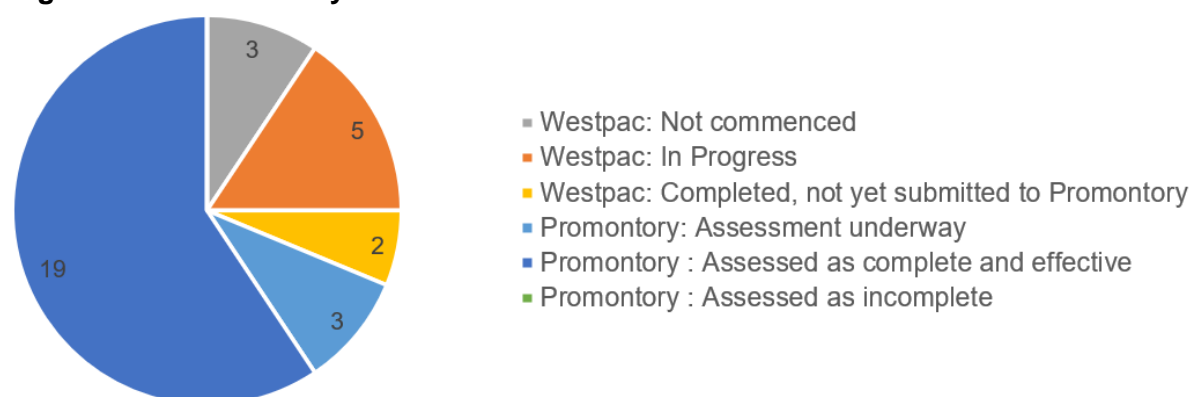 3
5
2
3
19
Westpac: Not commenced
Westpac: In Progress
Westpac: Completed, not yet submitted to Promontory
Promontory: Assessment underway
Promontory : Assessed as complete and effective
Promontory : Assessed as incomplete